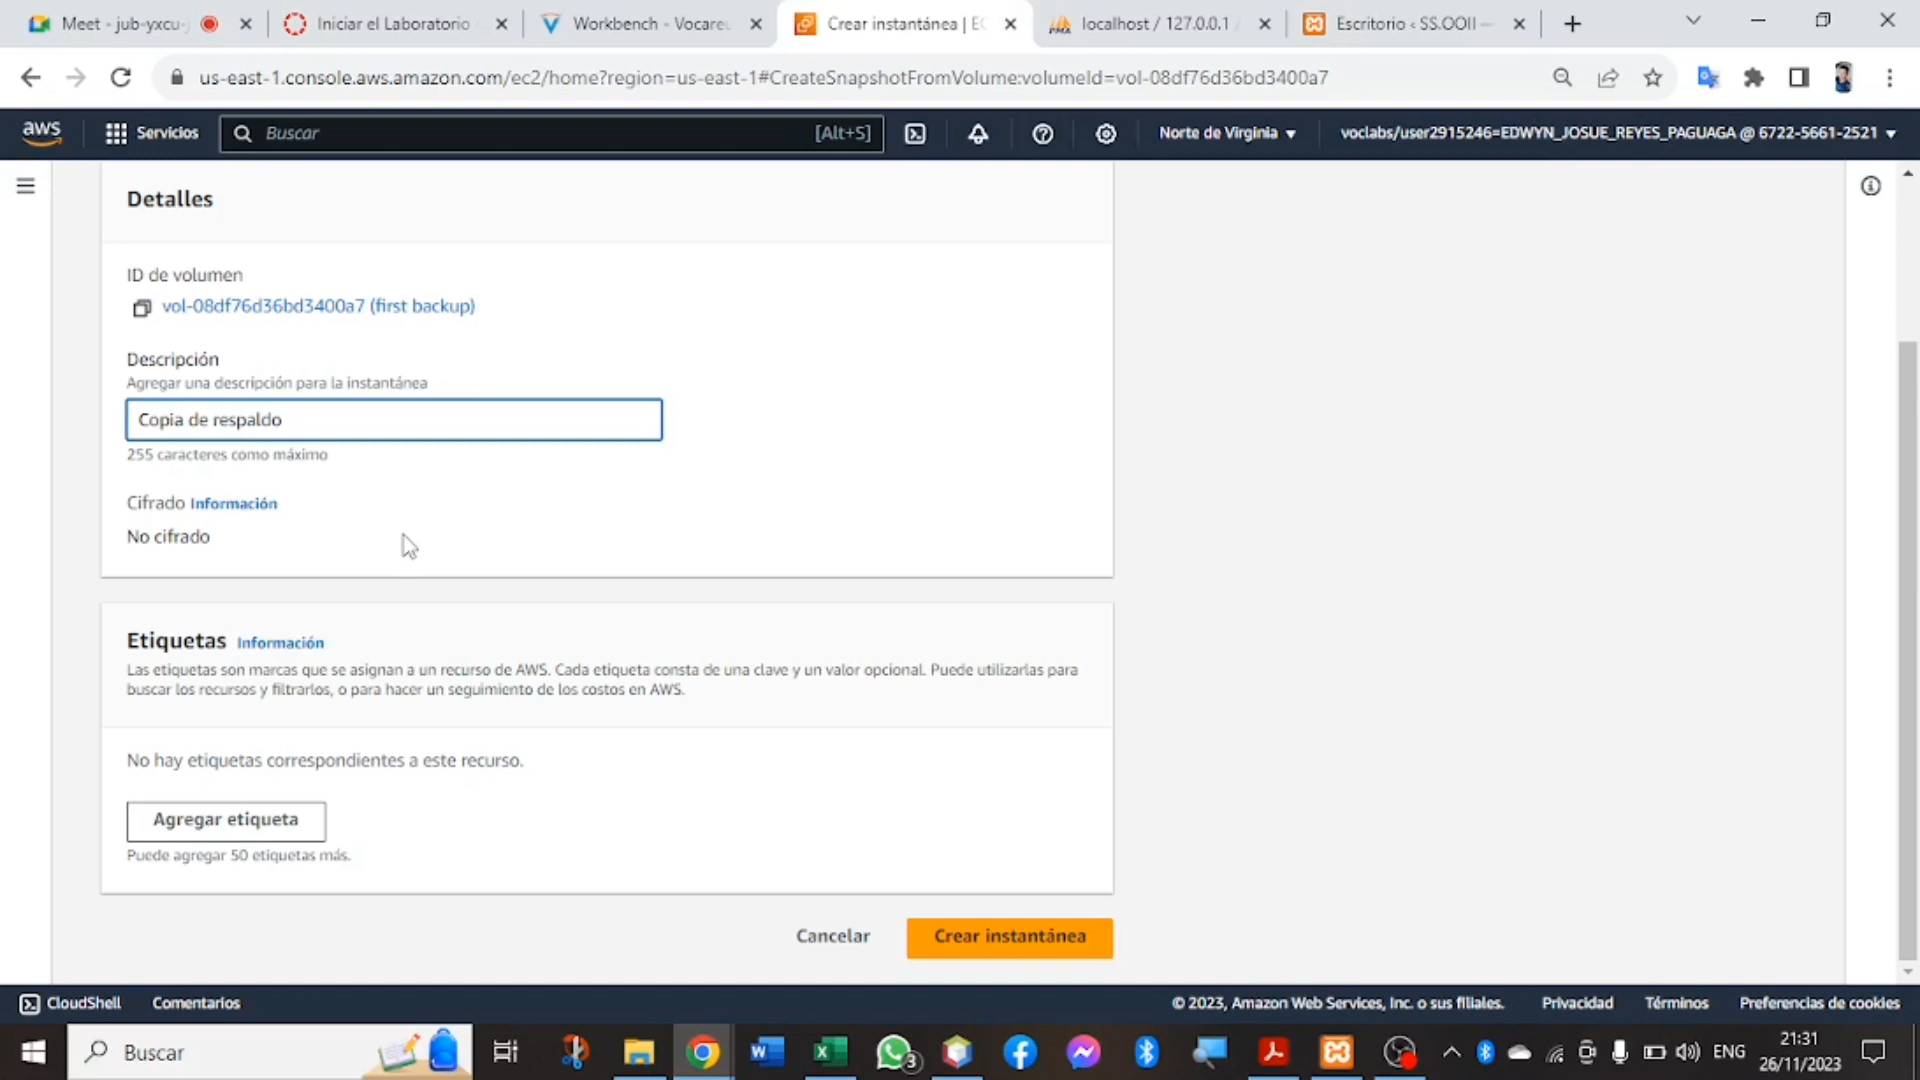 Meet - jub-yxcu-j
Iniciar el Laboratorio
Workbench - Vocareu
Crear instantánea | EC
localhost / 127.0.0.1
Escritorio ‹ SS.OOII —
us-east-1.console.aws.amazon.com/ec2/home?region=us-east-1#CreateSnapshotFromVolume:volumeId=vol-08df76d36bd3400a7
aws
Servicios
Buscar
[Alt+S]
Norte de Virginia
voclabs/user2915246=EDWYN_JOSUE_REYES_PAGUAGA @ 6722-5661-2521
Detalles
ID de volumen
vol-08df76d36bd3400a7 (first backup)
Descripción
Agregar una descripción para la instantánea
Copia de respaldo
255 caracteres como máximo
Cifrado Información
No cifrado
Etiquetas Información
Las etiquetas son marcas que se asignan a un recurso de AWS. Cada etiqueta consta de una clave y un valor opcional. Puede utilizarlas para
buscar los recursos y filtrarlos, o para hacer un seguimiento de los costos en AWS.
No hay etiquetas correspondientes a este recurso.
Agregar etiqueta
Puede agregar 50 etiquetas más.
Cancelar
Crear instantánea
CloudShell
Comentarios
© 2023, Amazon Web Services, Inc. o sus filiales.
Privacidad
Términos
Preferencias de cookies
Buscar
3
ENG
21:31
26/11/2023